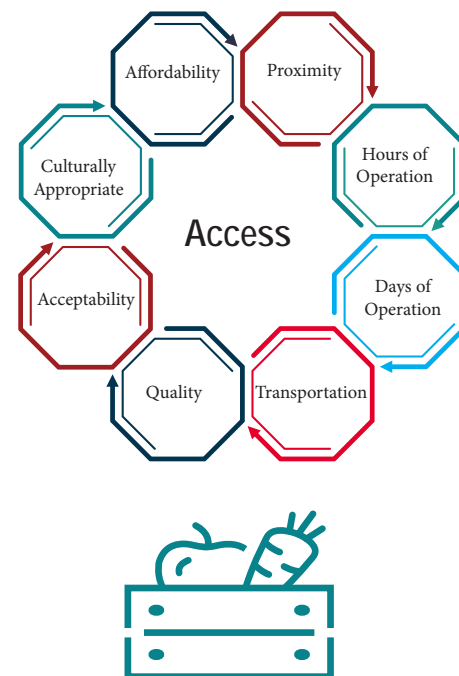 Affordability
Proximity
Hours of
Operation
Days of
Operation
Transportation
Quality
Acceptability
Culturally
Appropriate
Access